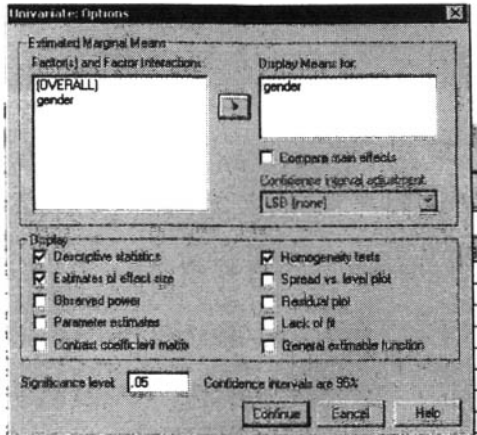 Univariate: Options
Estimated Marginal Means
Factor(s) and Factor Interactions:
(OVERALL)
gender
Display Means for:
gender
Compare main effects
Confidence interval adjustment
LSD (none)
Display
Descriptive statistics
Estimates of effect size
Observed power
Parameter estimates
Contrast coefficient matrix
Homogeneity tests
Spread vs. level plot
Residual plot
Lack of fit
General estimable function
Significance level: .05 Confidence intervals are 95%
Continue Cancel Help